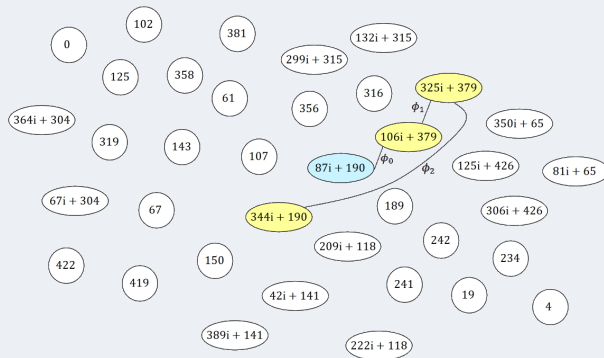 102
0
381
132i + 315
299i + 315
125
358
325i + 379
316
61
356
ϕ₁
364i + 304
350i + 65
106i + 379
319
143
107
ϕ₀
87i + 190
ϕ₂
125i + 426
81i + 65
67i + 304
67
189
306i + 426
344i + 190
209i + 118
242
234
422
150
419
241
42i + 141
19
4
389i + 141
222i + 118